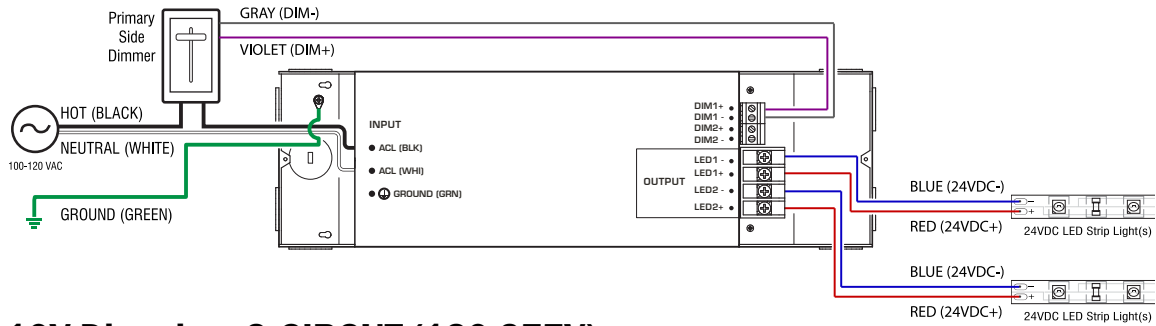 Primary
Side
Dimmer
GRAY (DIM-)
VIOLET (DIM+)
HOT (BLACK)
NEUTRAL (WHITE)
100-120 VAC
GROUND (GREEN)
INPUT
ACL (BLK)
ACL (WHI)
GROUND (GRN)
DIM1+
DIM1 -
DIM2+
DIM2 -
OUTPUT
LED1 -
LED1+
LED2 -
LED2+
BLUE (24VDC-)
RED (24VDC+)
- 
+
24VDC LED Strip Light(s)
BLUE (24VDC-)
RED (24VDC+)
-
+
24VDC LED Strip Light(s)